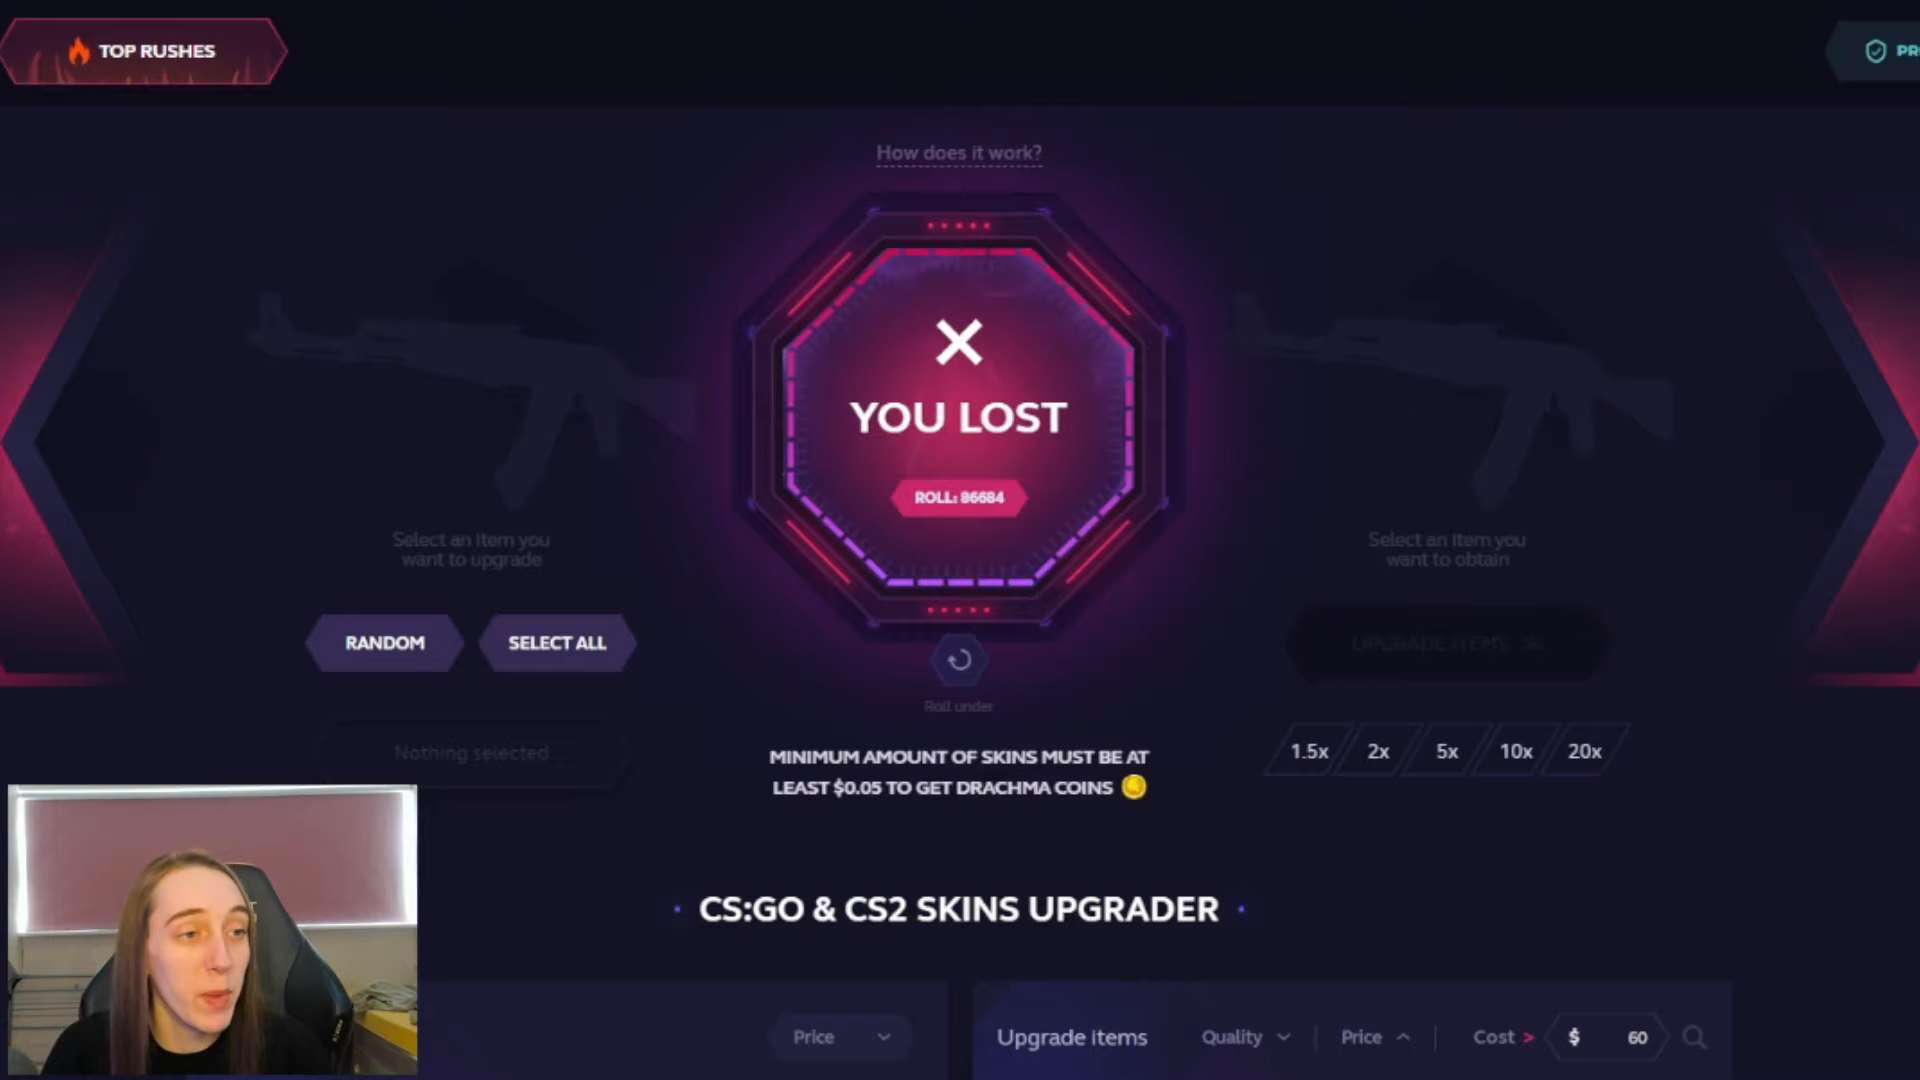 TOP RUSHES
How does it work?
YOU LOST
ROLL: 86684
Select an item you
want to upgrade
Select an item you
want to obtain
RANDOM
SELECT ALL
UPGRADE ITEMS
Roll under
Nothing selected
1.5x
2x
5x
10x
20x
MINIMUM AMOUNT OF SKINS MUST BE AT
LEAST $0.05 TO GET DRACHMA COINS
CS:GO & CS2 SKINS UPGRADER
Price
Upgrade items
Quality
Price
Cost >
$ 60